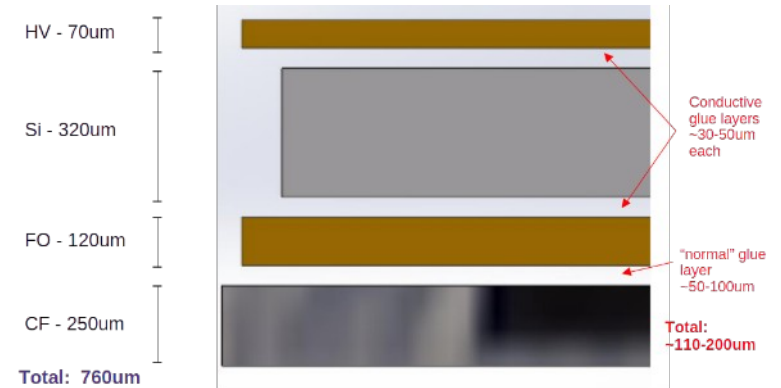 HV - 70um
Si - 320um
FO - 120um
CF - 250um
Total: 760um
Conductive
glue layers
~30-50um
each
“normal” glue
layer
~50-100um
Total:
~110-200um